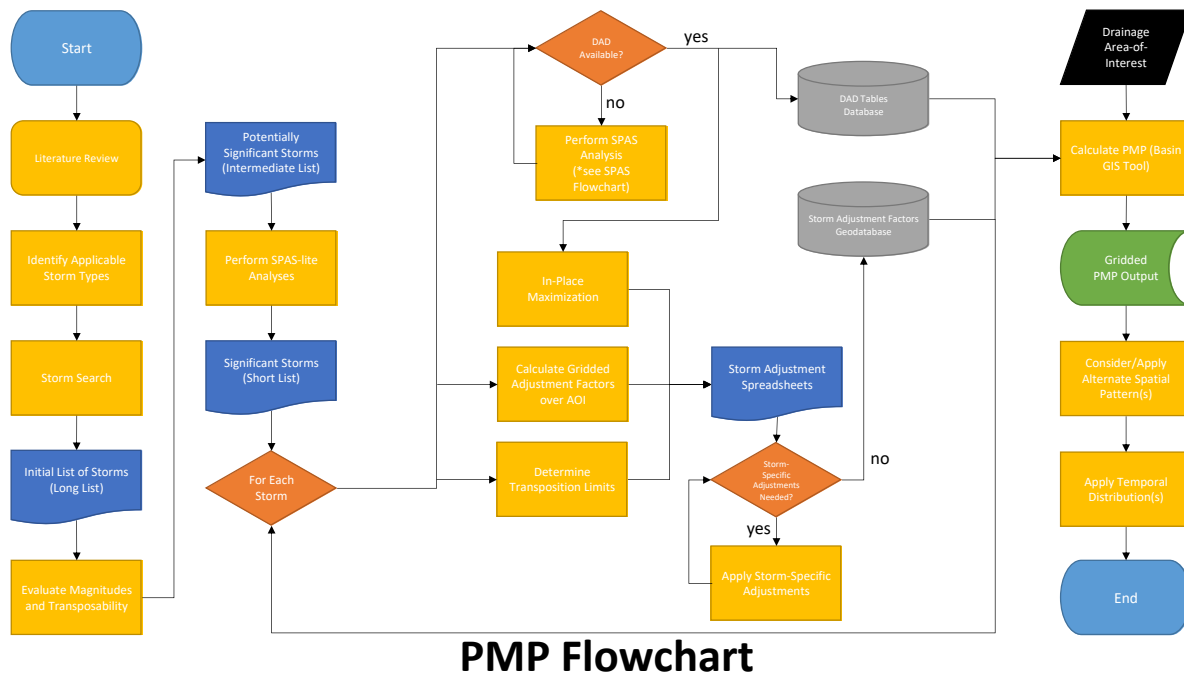 Start
Literature Review
Identify Applicable
Storm Types
Storm Search
Initial List of Storms
(Long List)
Evaluate Magnitudes
and Transposability
Potentially
Significant Storms
(Intermediate List)
Perform SPAS-lite
Analyses
Significant Storms
(Short List)
For Each
Storm
DAD
Available?
yes
no
Perform SPAS
Analysis
(*see SPAS
Flowchart)
In-Place
Maximization
Calculate Gridded
Adjustment Factors
over AOI
Determine
Transposition Limits
Storm Adjustment
Spreadsheets
Storm-
Specific
Adjustments
Needed?
no
yes
Apply Storm-Specific
Adjustments
DAD Tables
Database
Storm Adjustment Factors
Geodatabase
Drainage
Area-of-
Interest
Calculate PMP (Basin
GIS Tool)
Gridded
PMP Output
Consider/Apply
Alternate Spatial
Pattern(s)
Apply Temporal
Distribution(s)
End
PMP Flowchart